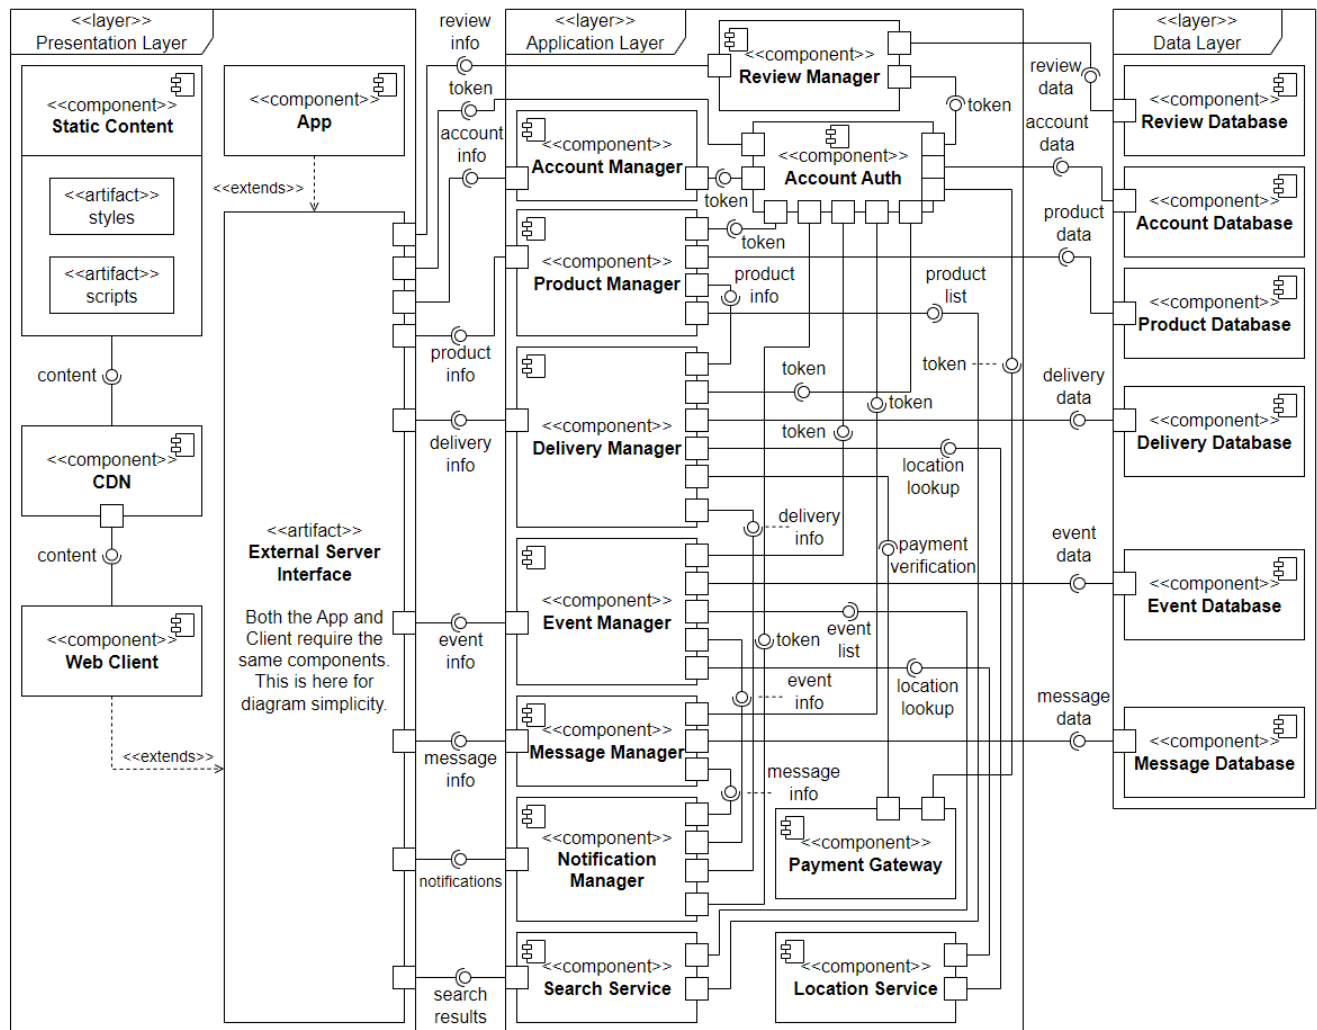 <<layer>>
Presentation Layer
<<component>>
Static Content
<<artifact>>
styles
<<artifact>>
scripts
<<component>>
App
<<extends>>
content
<<component>>
CDN
content
<<component>>
Web Client
<<extends>>
<<artifact>>
External Server
Interface
Both the App and
Client require the
same components.
This is here for
diagram simplicity.
review
info
token
account
info
product
info
delivery
info
event
info
message
info
notifications
search
results
<<layer>>
Application Layer
<<component>>
Review Manager
<<component>>
Account Manager
<<component>>
Account Auth
token
token
<<component>>
Product Manager
token
product
info
product
list
<<component>>
Delivery Manager
token
token
token
token
location
lookup
delivery
info
payment
verification
<<component>>
Event Manager
token
event
list
event
info
location
lookup
<<component>>
Message Manager
message
info
<<component>>
Notification
Manager
<<component>>
Payment Gateway
<<component>>
Search Service
<<component>>
Location Service
review
data
account
data
product
data
delivery
data
event
data
message
data
<<layer>>
Data Layer
<<component>>
Review Database
<<component>>
Account Database
<<component>>
Product Database
<<component>>
Delivery Database
<<component>>
Event Database
<<component>>
Message Database